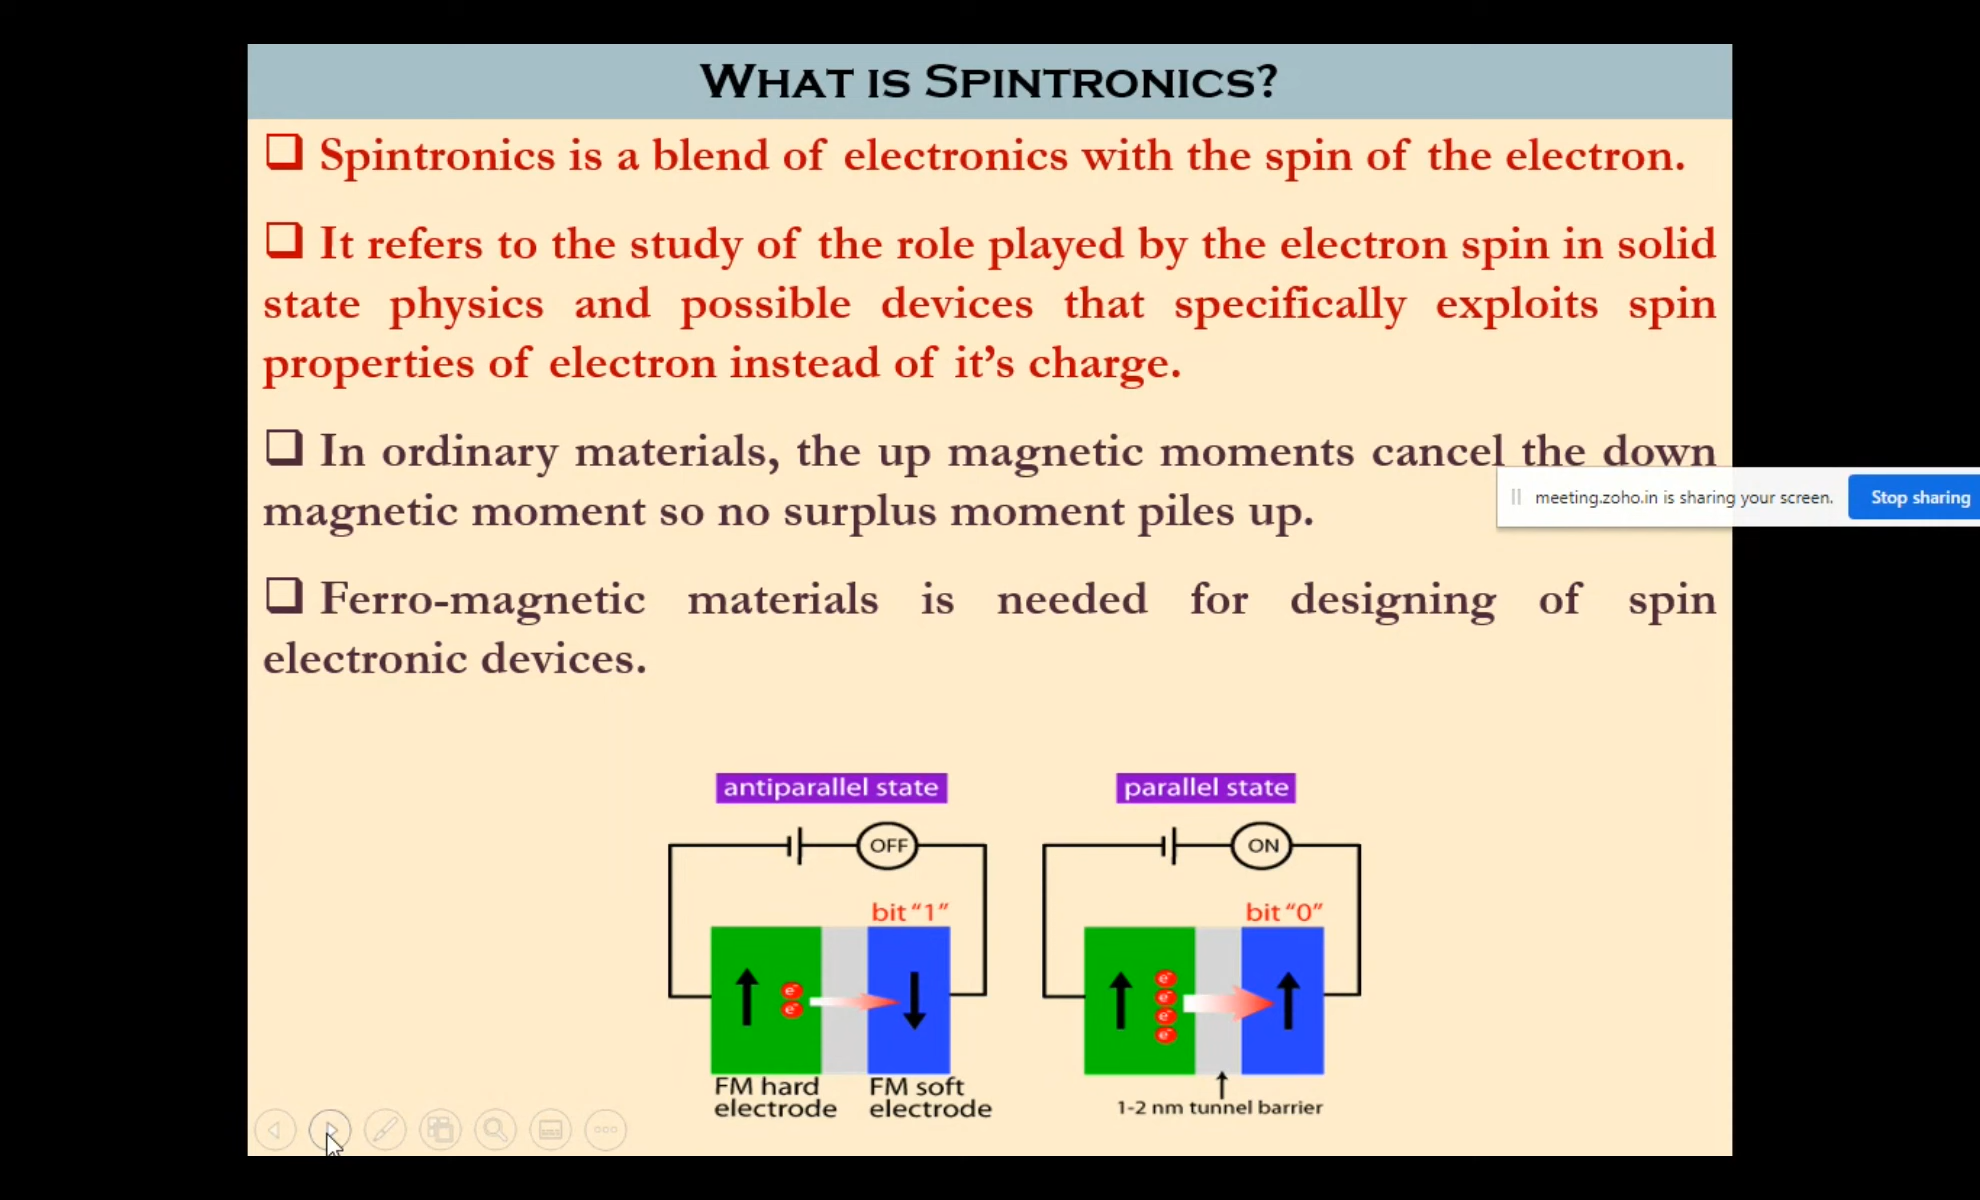 WHAT IS SPINTRONICS?
❑ Spintronics is a blend of electronics with the spin of the electron.
❑ It refers to the study of the role played by the electron spin in solid
state physics and possible devices that specifically exploits spin
properties of electron instead of it’s charge.
❑ In ordinary materials, the up magnetic moments cancel the down
magnetic moment so no surplus moment piles up.
meeting.zoho.in is sharing your screen.
Stop sharing
❑ Ferro-magnetic materials is needed for designing of spin
electronic devices.
antiparallel state
OFF
bit “1”
e⁻
e⁻
FM hard
electrode
FM soft
electrode
parallel state
ON
bit “0”
e⁻
e⁻
e⁻
e⁻
1-2 nm tunnel barrier